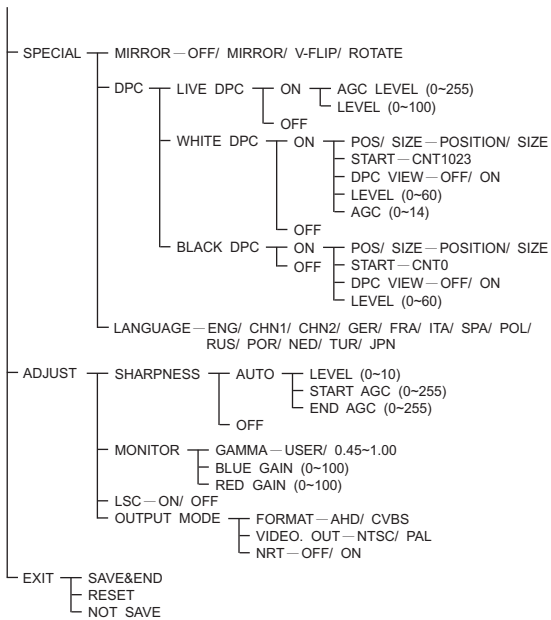 SPECIAL MIRROR — OFF/ MIRROR/ V-FLIP/ ROTATE
DPC LIVE DPC ON AGC LEVEL (0~255)
LEVEL (0~100)
OFF
WHITE DPC ON POS/ SIZE — POSITION/ SIZE
START — CNT1023
DPC VIEW — OFF/ ON
LEVEL (0~60)
AGC (0~14)
OFF
BLACK DPC ON POS/ SIZE — POSITION/ SIZE
OFF START — CNT0
DPC VIEW — OFF/ ON
LEVEL (0~60)
LANGUAGE — ENG/ CHN1/ CHN2/ GER/ FRA/ ITA/ SPA/ POL/
RUS/ POR/ NED/ TUR/ JPN
ADJUST SHARPNESS AUTO LEVEL (0~10)
START AGC (0~255)
END AGC (0~255)
OFF
MONITOR GAMMA — USER/ 0.45~1.00
BLUE GAIN (0~100)
RED GAIN (0~100)
LSC — ON/ OFF
OUTPUT MODE FORMAT — AHD/ CVBS
VIDEO. OUT — NTSC/ PAL
NRT — OFF/ ON
EXIT SAVE&END
RESET
NOT SAVE